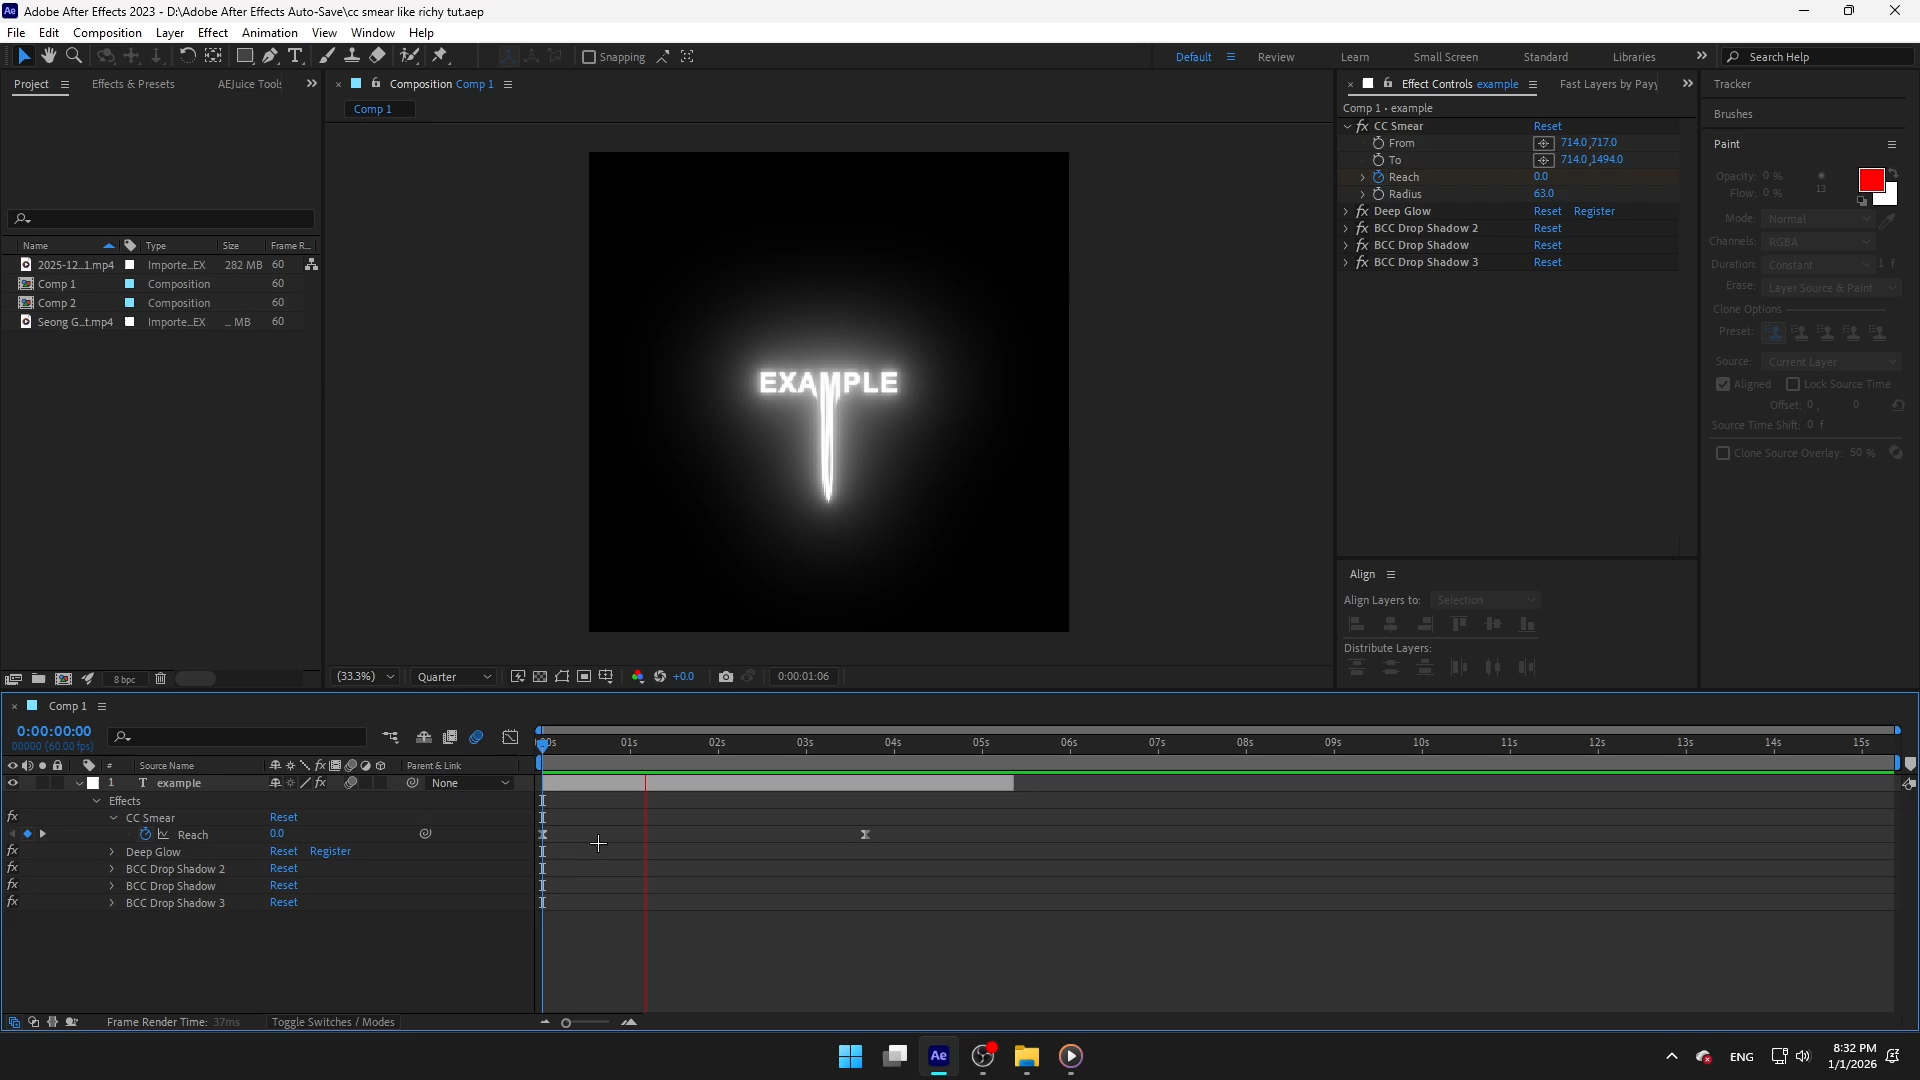 Adobe After Effects 2023 - D:\Adobe After Effects Auto-Save\cc smear like richy tut.aep
File Edit Composition Layer Effect Animation View Window Help
Snapping Default Review Learn Small Screen Standard Libraries Search Help
Project Effects & Presets AEJuice Tools
Composition Comp 1
Comp 1
Name Type Size Frame R...
2025-12...1.mp4 Importe...EX 282 MB 60
Comp 1 Composition 60
Comp 2 Composition 60
Seong G...t.mp4 Importe...EX ... MB 60
8 bpc
EXAMPLE
(33.3%) Quarter +0.0 0:00:01:06
Effect Controls example Fast Layers by Payy
Comp 1 • example
CC Smear Reset
From 714.0,717.0
To 714.0,1494.0
Reach 0.0
Radius 63.0
Deep Glow Reset Register
BCC Drop Shadow 2 Reset
BCC Drop Shadow Reset
BCC Drop Shadow 3 Reset
Align
Align Layers to: Selection
Distribute Layers:
Tracker
Brushes
Paint
Opacity: 0 %
Flow: 0 % 13
Mode: Normal
Channels: RGBA
Duration: Constant 1 f
Erase: Layer Source & Paint
Clone Options
Preset:
Source: Current Layer
Aligned Lock Source Time
Offset: 0 , 0
Source Time Shift: 0 f
Clone Source Overlay: 50 %
Comp 1
0:00:00:00
00000 (60.00 fps)
# Source Name Parent & Link
1 T example None
Effects
CC Smear Reset
Reach 0.0
Deep Glow Reset Register
BCC Drop Shadow 2 Reset
BCC Drop Shadow Reset
BCC Drop Shadow 3 Reset
01s 02s 03s 04s 05s 06s 07s 08s 09s 10s 11s 12s 13s 14s 15s
Frame Render Time: 37ms Toggle Switches / Modes
Ae
ENG
8:32 PM
1/1/2026